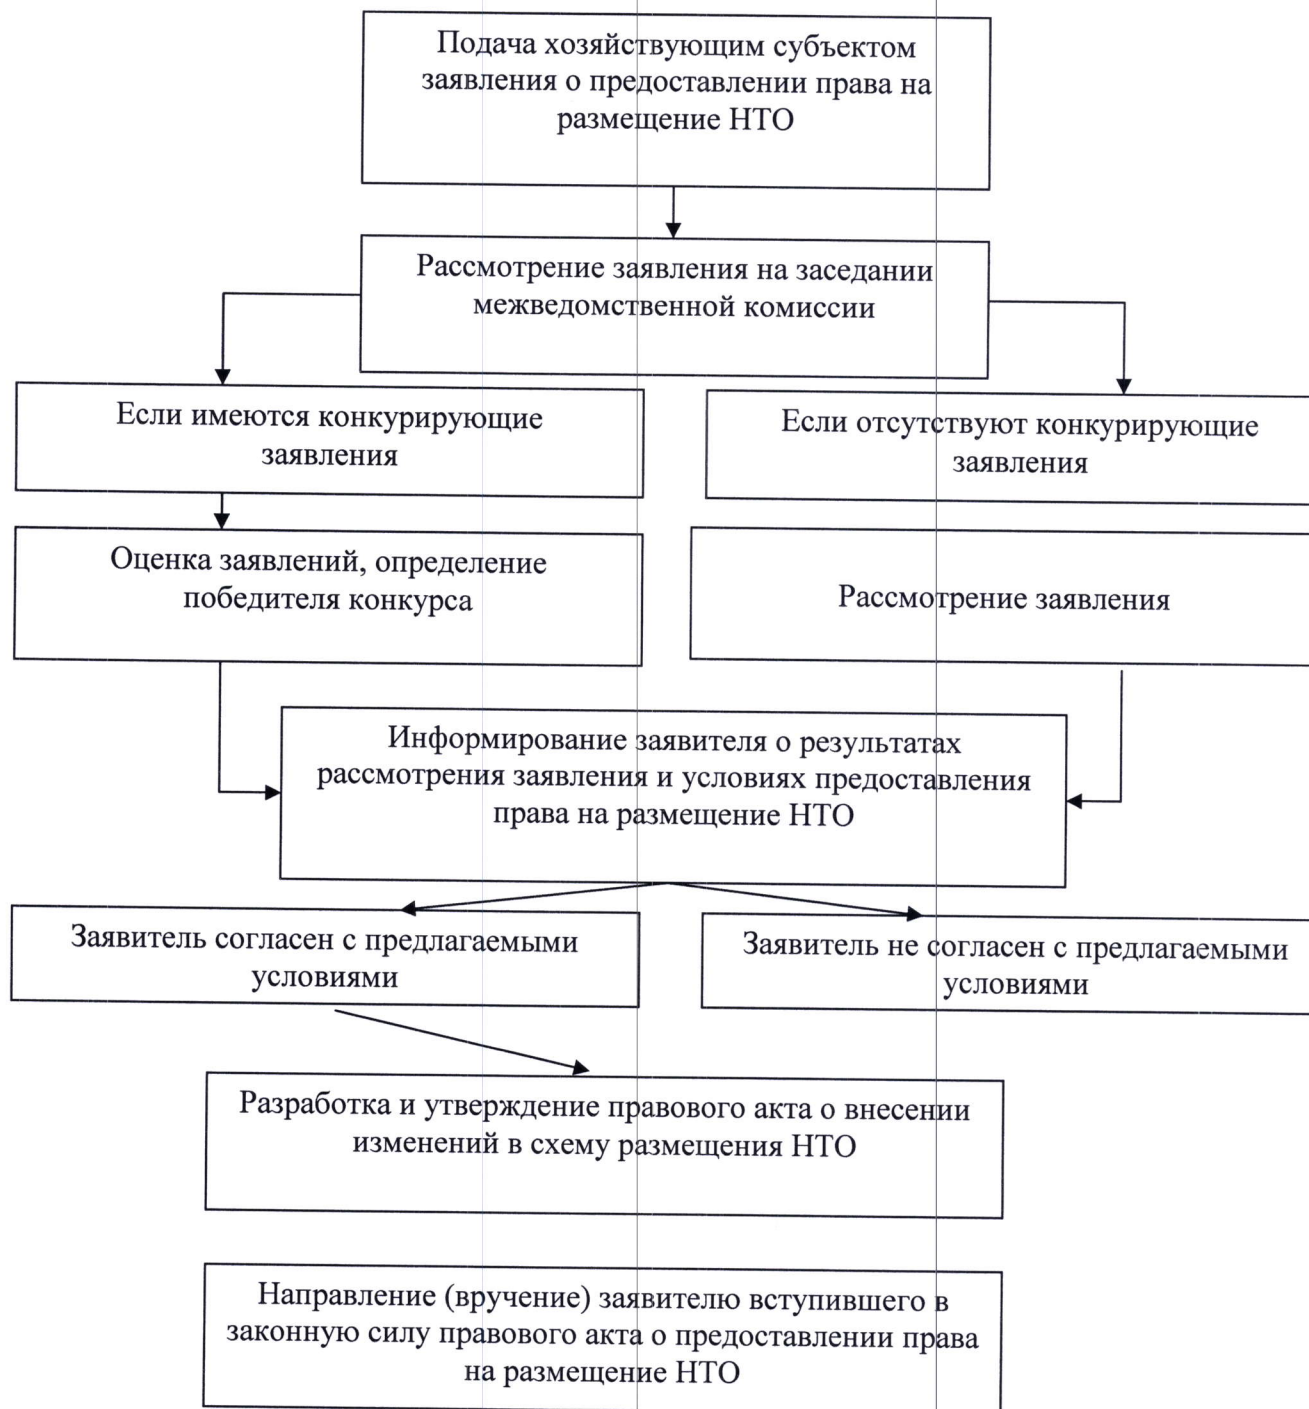 Подача хозяйствующим субъектом
заявления о предоставлении права на
размещение НТО
Рассмотрение заявления на заседании
межведомственной комиссии
Если имеются конкурирующие
заявления
Если отсутствуют конкурирующие
заявления
Оценка заявлений, определение
победителя конкурса
Рассмотрение заявления
Информирование заявителя о результатах
рассмотрения заявления и условиях предоставления
права на размещение НТО
Заявитель согласен с предлагаемыми
условиями
Заявитель не согласен с предлагаемыми
условиями
Разработка и утверждение правового акта о внесении
изменений в схему размещения НТО
Направление (вручение) заявителю вступившего в
законную силу правового акта о предоставлении права
на размещение НТО